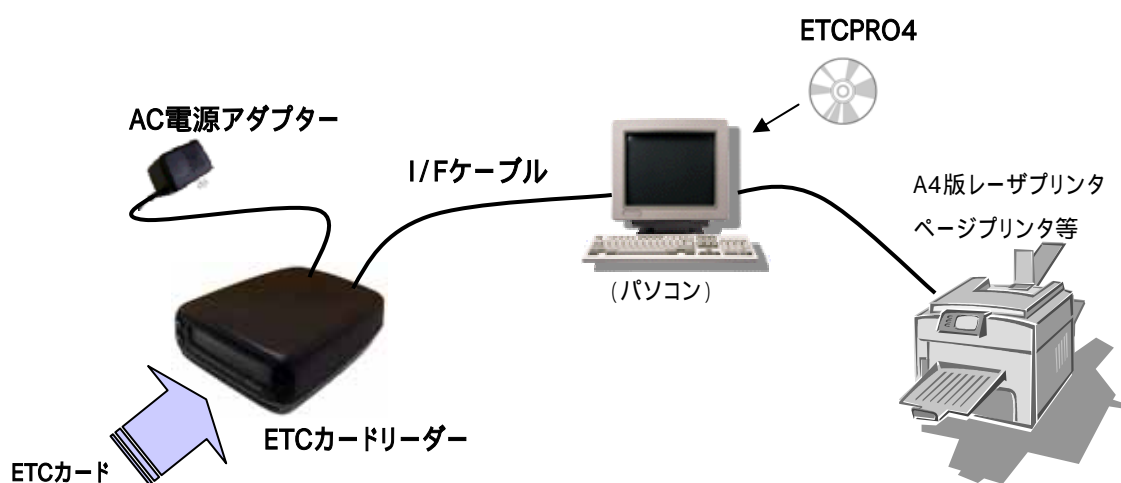 ETCPRO4
AC電源アダプター
I/Fケーブル
A4版レーザプリンタ
ページプリンタ等
(パソコン)
ETCカードリーダー
ETCカード